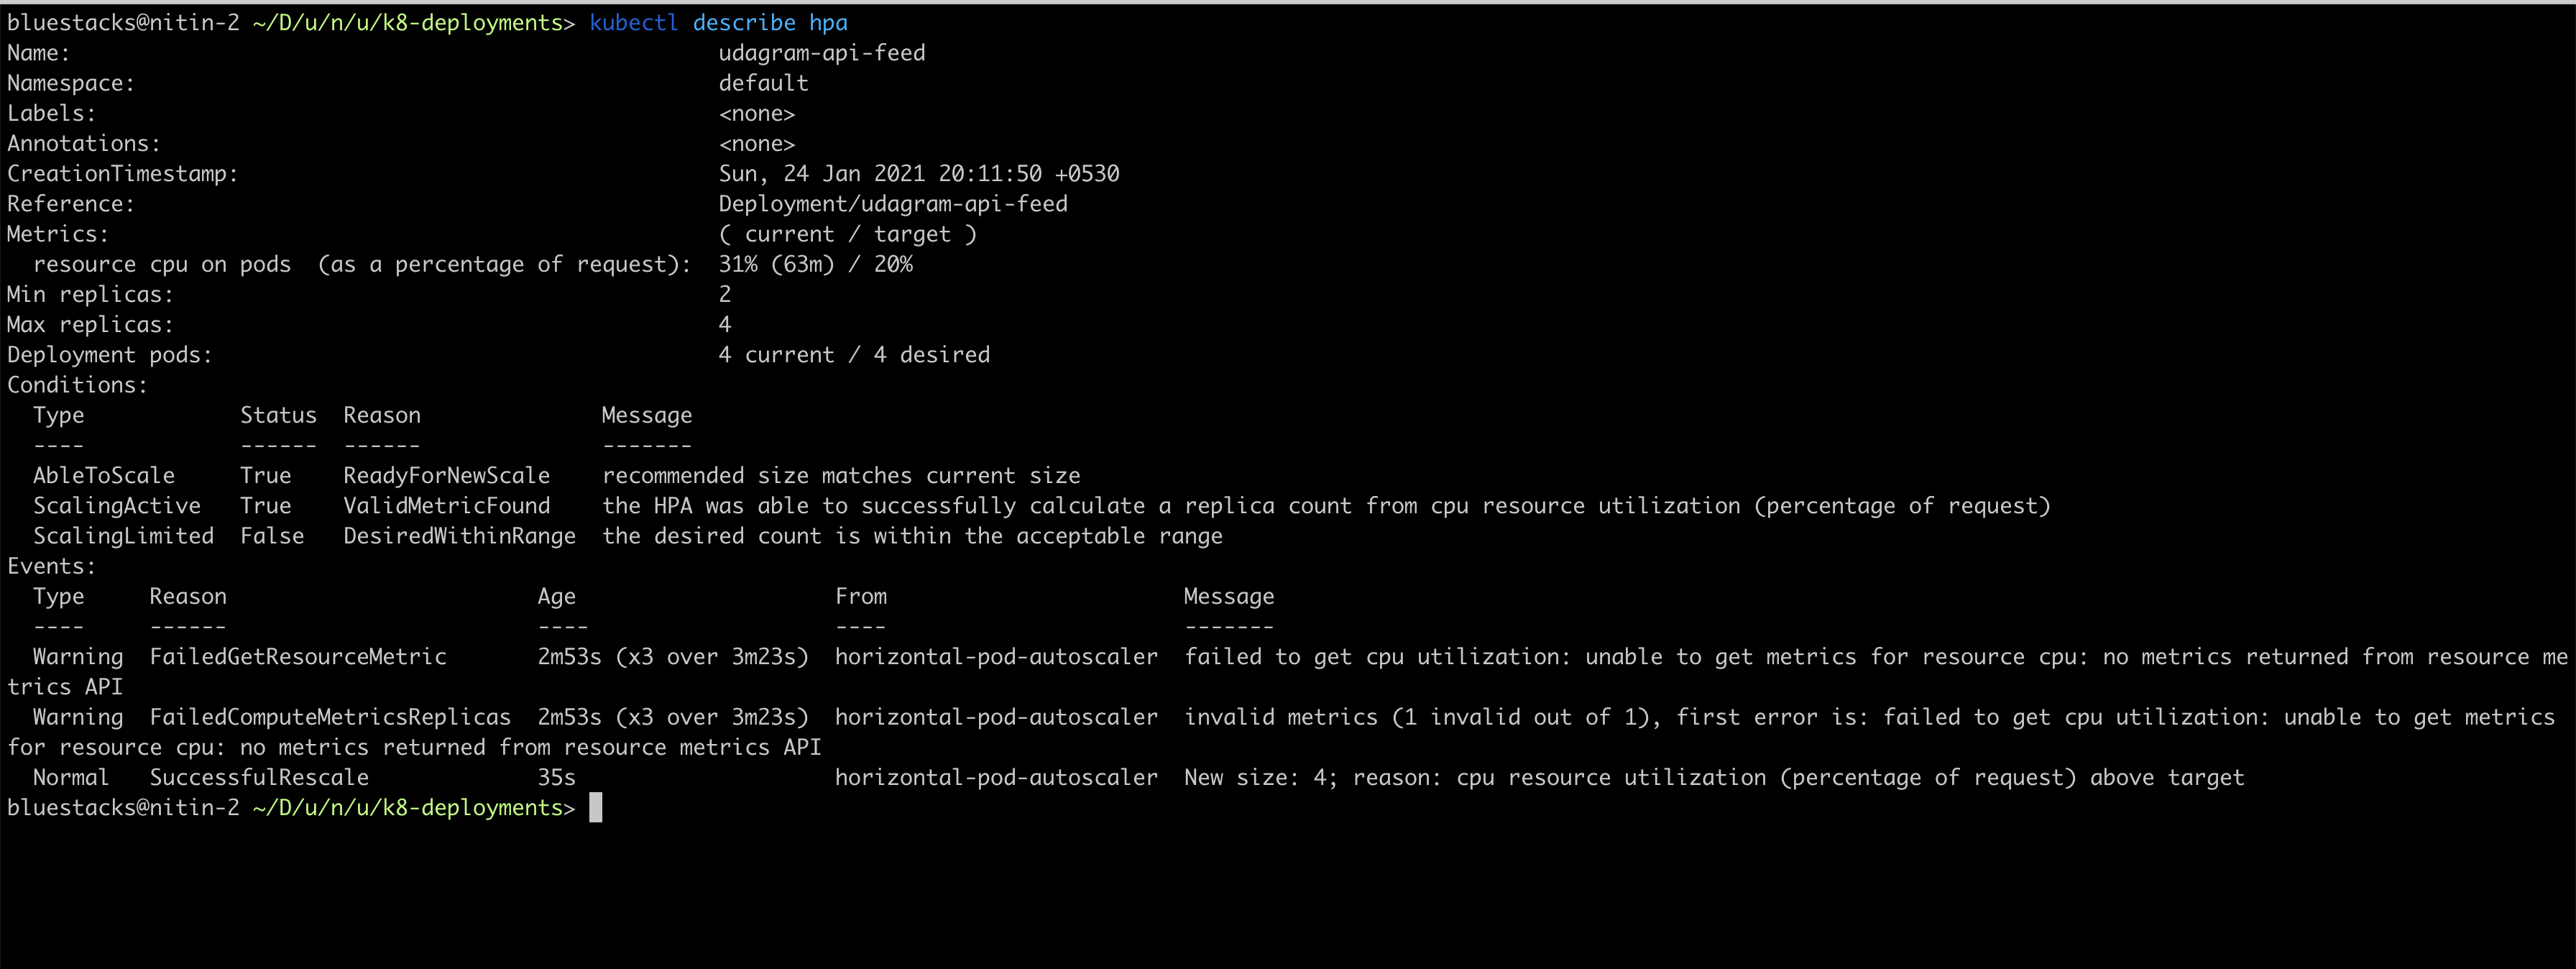 bluestacks@nitin-2 ~/D/u/n/u/k8-deployments> kubectl describe hpa
Name:                                                  udagram-api-feed
Namespace:                                             default
Labels:                                                <none>
Annotations:                                           <none>
CreationTimestamp:                                     Sun, 24 Jan 2021 20:11:50 +0530
Reference:                                             Deployment/udagram-api-feed
Metrics:                                               ( current / target )
  resource cpu on pods  (as a percentage of request):  31% (63m) / 20%
Min replicas:                                          2
Max replicas:                                          4
Deployment pods:                                       4 current / 4 desired
Conditions:
  Type            Status  Reason              Message
  ----            ------  ------              -------
  AbleToScale     True    ReadyForNewScale    recommended size matches current size
  ScalingActive   True    ValidMetricFound    the HPA was able to successfully calculate a replica count from cpu resource utilization (percentage of request)
  ScalingLimited  False   DesiredWithinRange  the desired count is within the acceptable range
Events:
  Type     Reason                        Age                    From                       Message
  ----     ------                        ----                   ----                       -------
  Warning  FailedGetResourceMetric       2m53s (x3 over 3m23s)  horizontal-pod-autoscaler  failed to get cpu utilization: unable to get metrics for resource cpu: no metrics returned from resource me
trics API
  Warning  FailedComputeMetricsReplicas  2m53s (x3 over 3m23s)  horizontal-pod-autoscaler  invalid metrics (1 invalid out of 1), first error is: failed to get cpu utilization: unable to get metrics
for resource cpu: no metrics returned from resource metrics API
  Normal   SuccessfulRescale             35s                    horizontal-pod-autoscaler  New size: 4; reason: cpu resource utilization (percentage of request) above target
bluestacks@nitin-2 ~/D/u/n/u/k8-deployments>